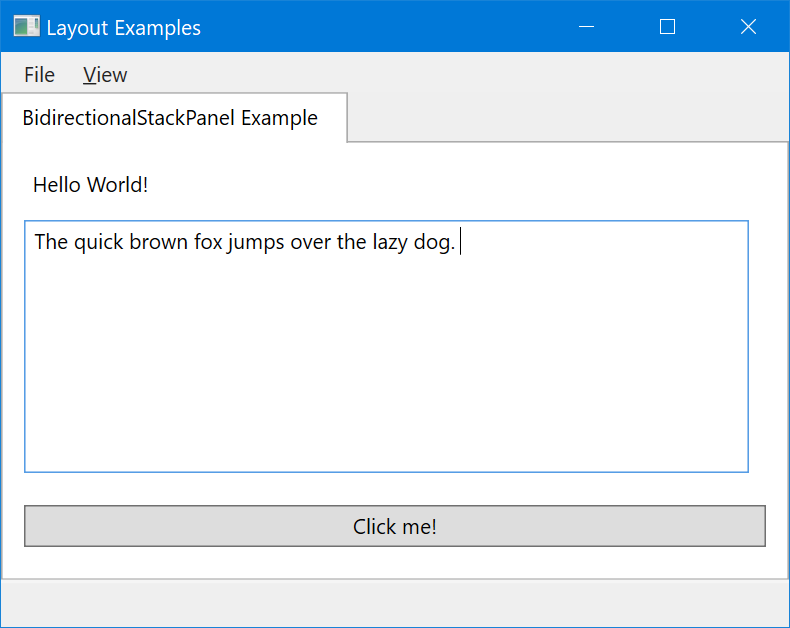 Layout Examples
File View
BidirectionalStackPanel Example
Hello World!
The quick brown fox jumps over the lazy dog.
Click me!